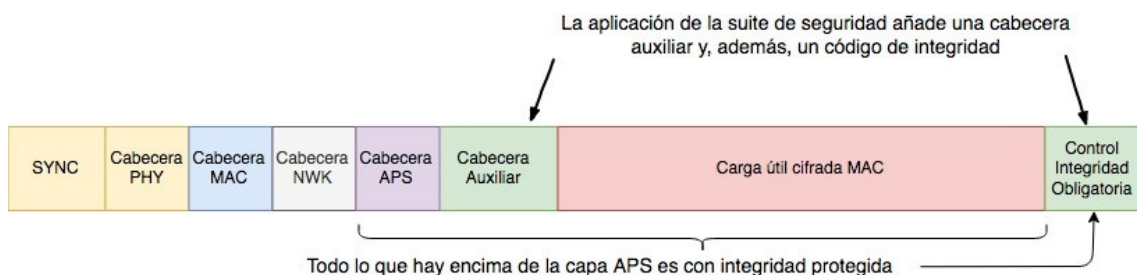 La aplicación de la suite de seguridad añade una cabecera
auxiliar y, además, un código de integridad
SYNC
Cabecera
PHY
Cabecera
MAC
Cabecera
NWK
Cabecera
APS
Cabecera
Auxiliar
Carga útil cifrada MAC
Control
Integridad
Obligatoria
Todo lo que hay encima de la capa APS es con integridad protegida